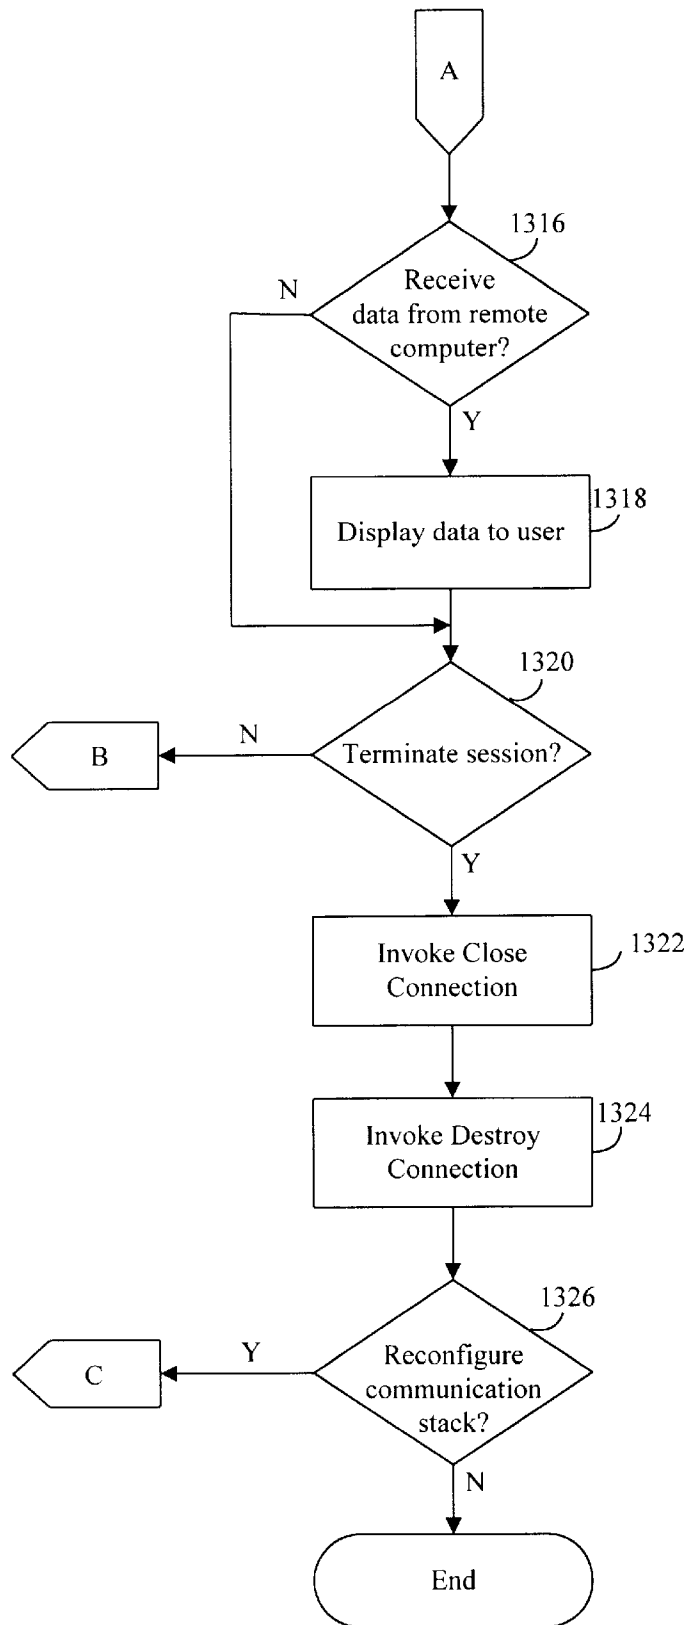 A
1316
N
Receive
data from remote
computer?
Y
1318
Display data to user
1320
B
N
Terminate session?
Y
1322
Invoke Close
Connection
1324
Invoke Destroy
Connection
1326
C
Y
Reconfigure
communication
stack?
N
End